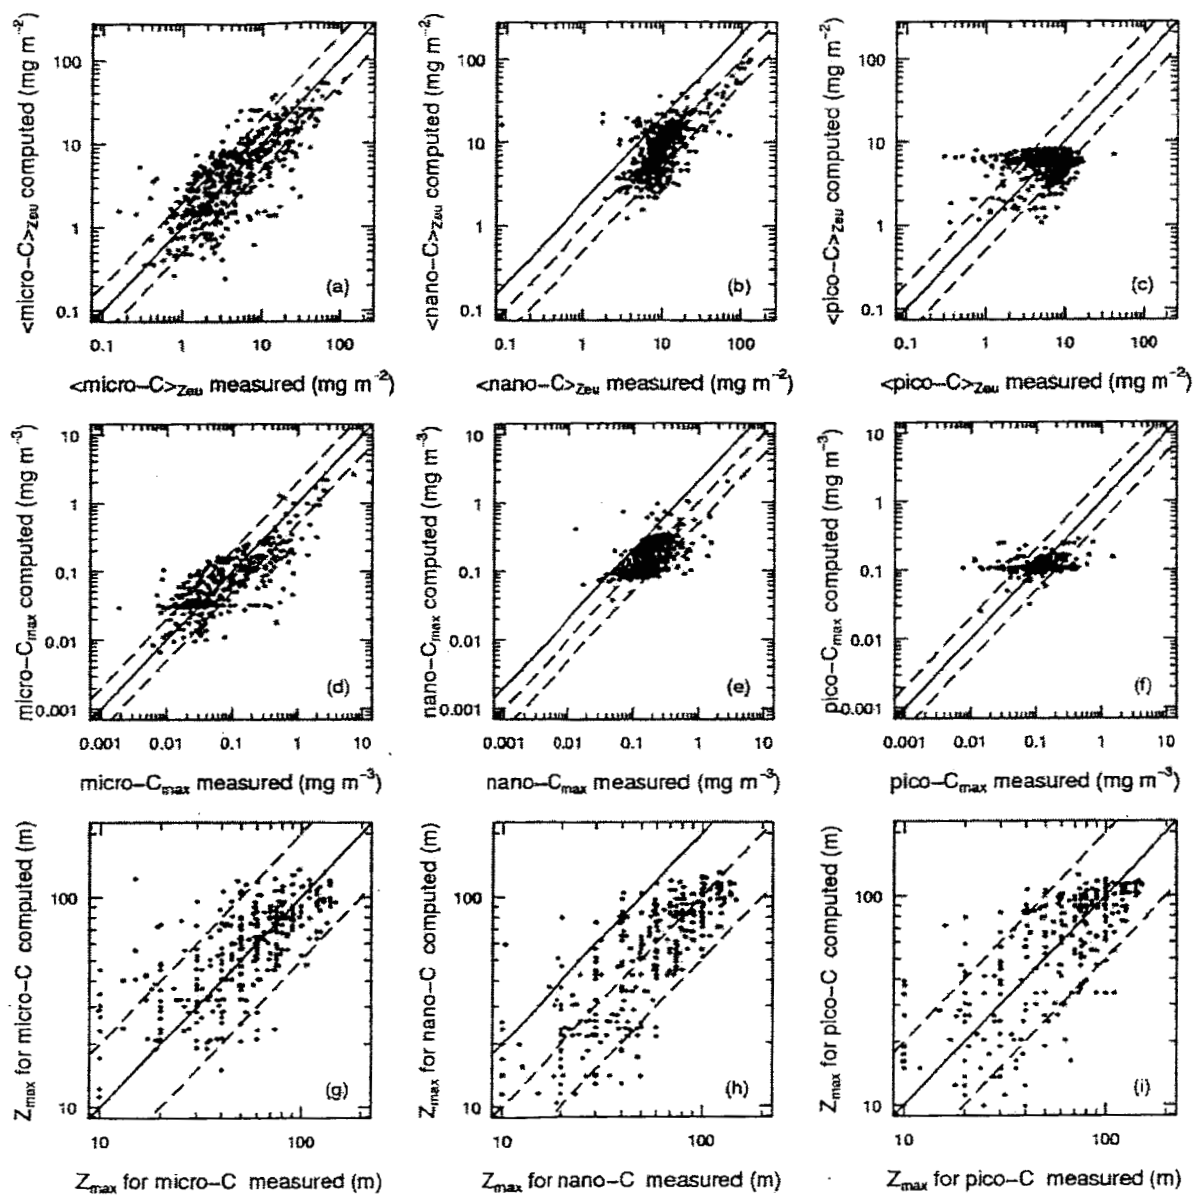 <micro-C>Zeu computed (mg m-2)
100
10
1
0.1
(a)
0.1 1 10 100
<micro-C>Zeu measured (mg m-2)
<nano-C>Zeu computed (mg m-2)
100
10
1
0.1
(b)
0.1 1 10 100
<nano-C>Zeu measured (mg m-2)
<pico-C>Zeu computed (mg m-2)
100
10
1
0.1
(c)
0.1 1 10 100
<pico-C>Zeu measured (mg m-2)
micro-Cmax computed (mg m-3)
10
1
0.1
0.01
0.001
(d)
0.001 0.01 0.1 1 10
micro-Cmax measured (mg m-3)
nano-Cmax computed (mg m-3)
10
1
0.1
0.01
0.001
(e)
0.001 0.01 0.1 1 10
nano-Cmax measured (mg m-3)
pico-Cmax computed (mg m-3)
10
1
0.1
0.01
0.001
(f)
0.001 0.01 0.1 1 10
pico-Cmax measured (mg m-3)
Zmax for micro-C computed (m)
100
10
(g)
10 100
Zmax for micro-C measured (m)
Zmax for nano-C computed (m)
100
10
(h)
10 100
Zmax for nano-C measured (m)
Zmax for pico-C computed (m)
100
10
(i)
10 100
Zmax for pico-C measured (m)